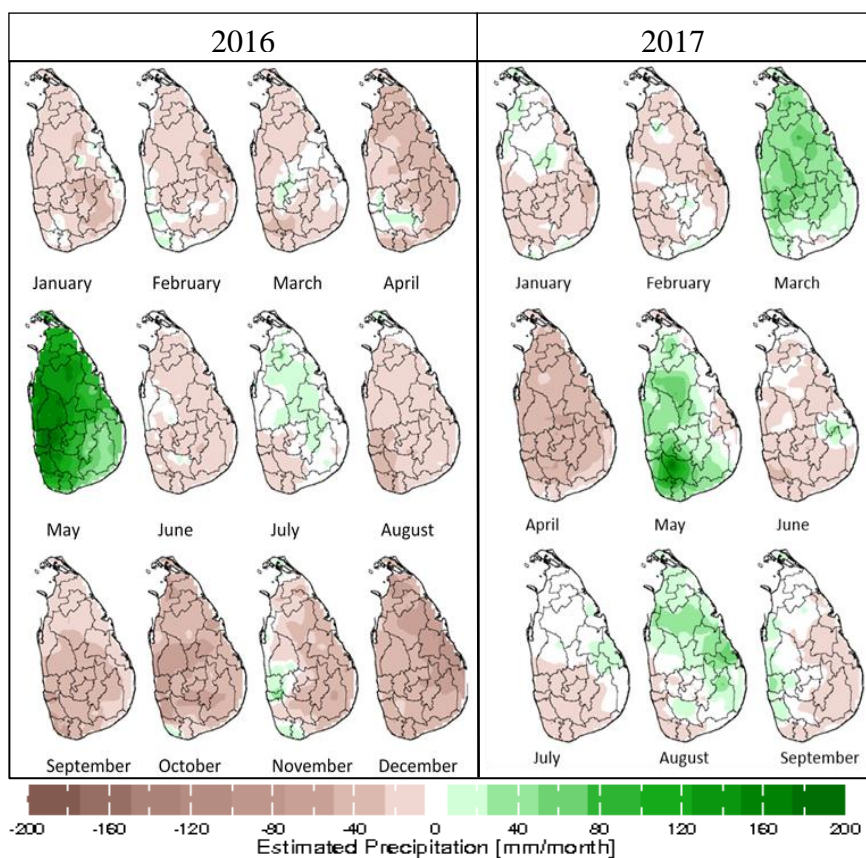 2016 2017
January February March April January February March
May June July August April May June
September October November December July August September
-200 -160 -120 -80 -40 0 40 80 120 160 200
Estimated Precipitation [mm/month]